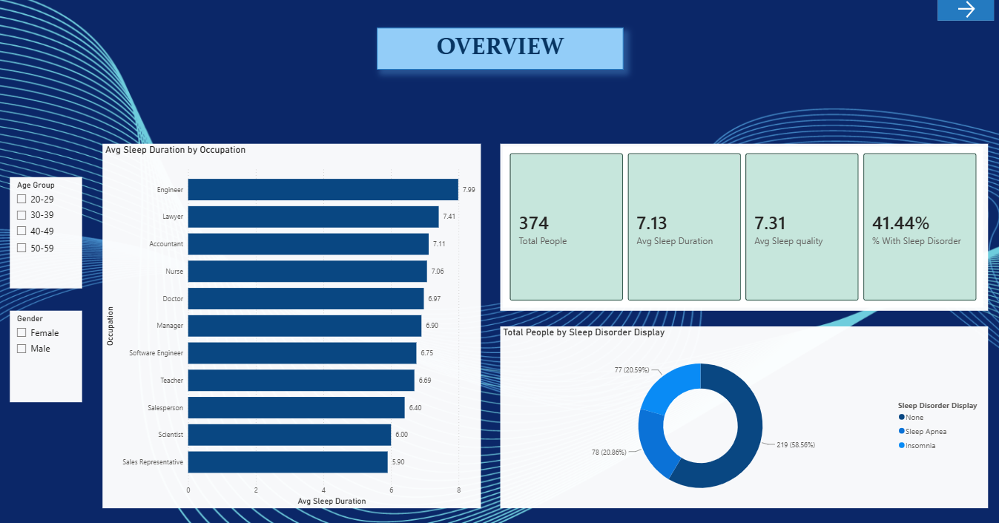 OVERVIEW
Age Group
20-29
30-39
40-49
50-59
Gender
Female
Male
Avg Sleep Duration by Occupation
Occupation
Engineer 7.99
Lawyer 7.41
Accountant 7.11
Nurse 7.06
Doctor 6.97
Manager 6.90
Software Engineer 6.75
Teacher 6.69
Salesperson 6.40
Scientist 6.00
Sales Representative 5.90
0 2 4 6 8
Avg Sleep Duration
374 7.13 7.31 41.44%
Total People Avg Sleep Duration Avg Sleep quality % With Sleep Disorder
Total People by Sleep Disorder Display
77 (20.59%)
78 (20.86%)
219 (58.56%)
Sleep Disorder Display
None
Sleep Apnea
Insomnia